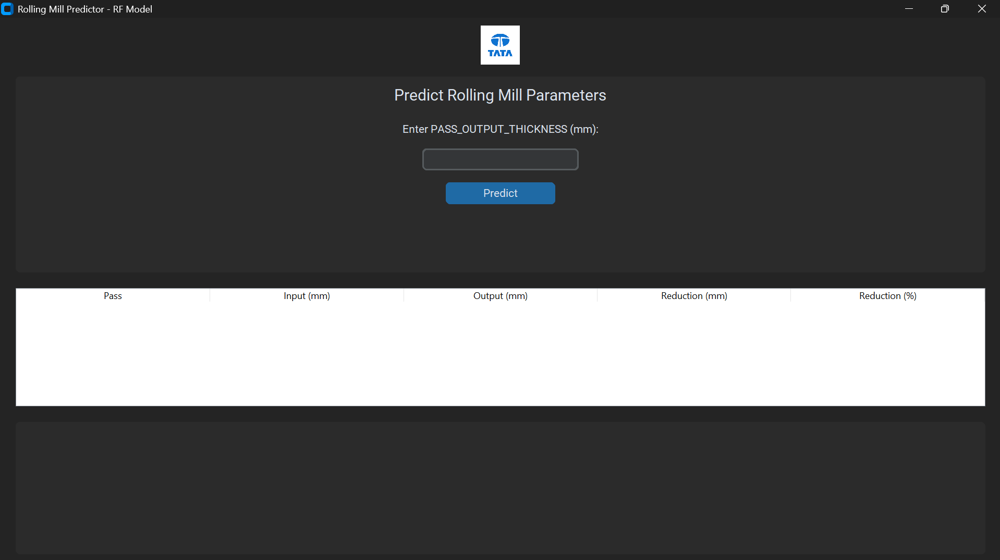 Rolling Mill Predictor - RF Model
TATA
Predict Rolling Mill Parameters
Enter PASS_OUTPUT_THICKNESS (mm):
Predict
Pass Input (mm) Output (mm) Reduction (mm) Reduction (%)